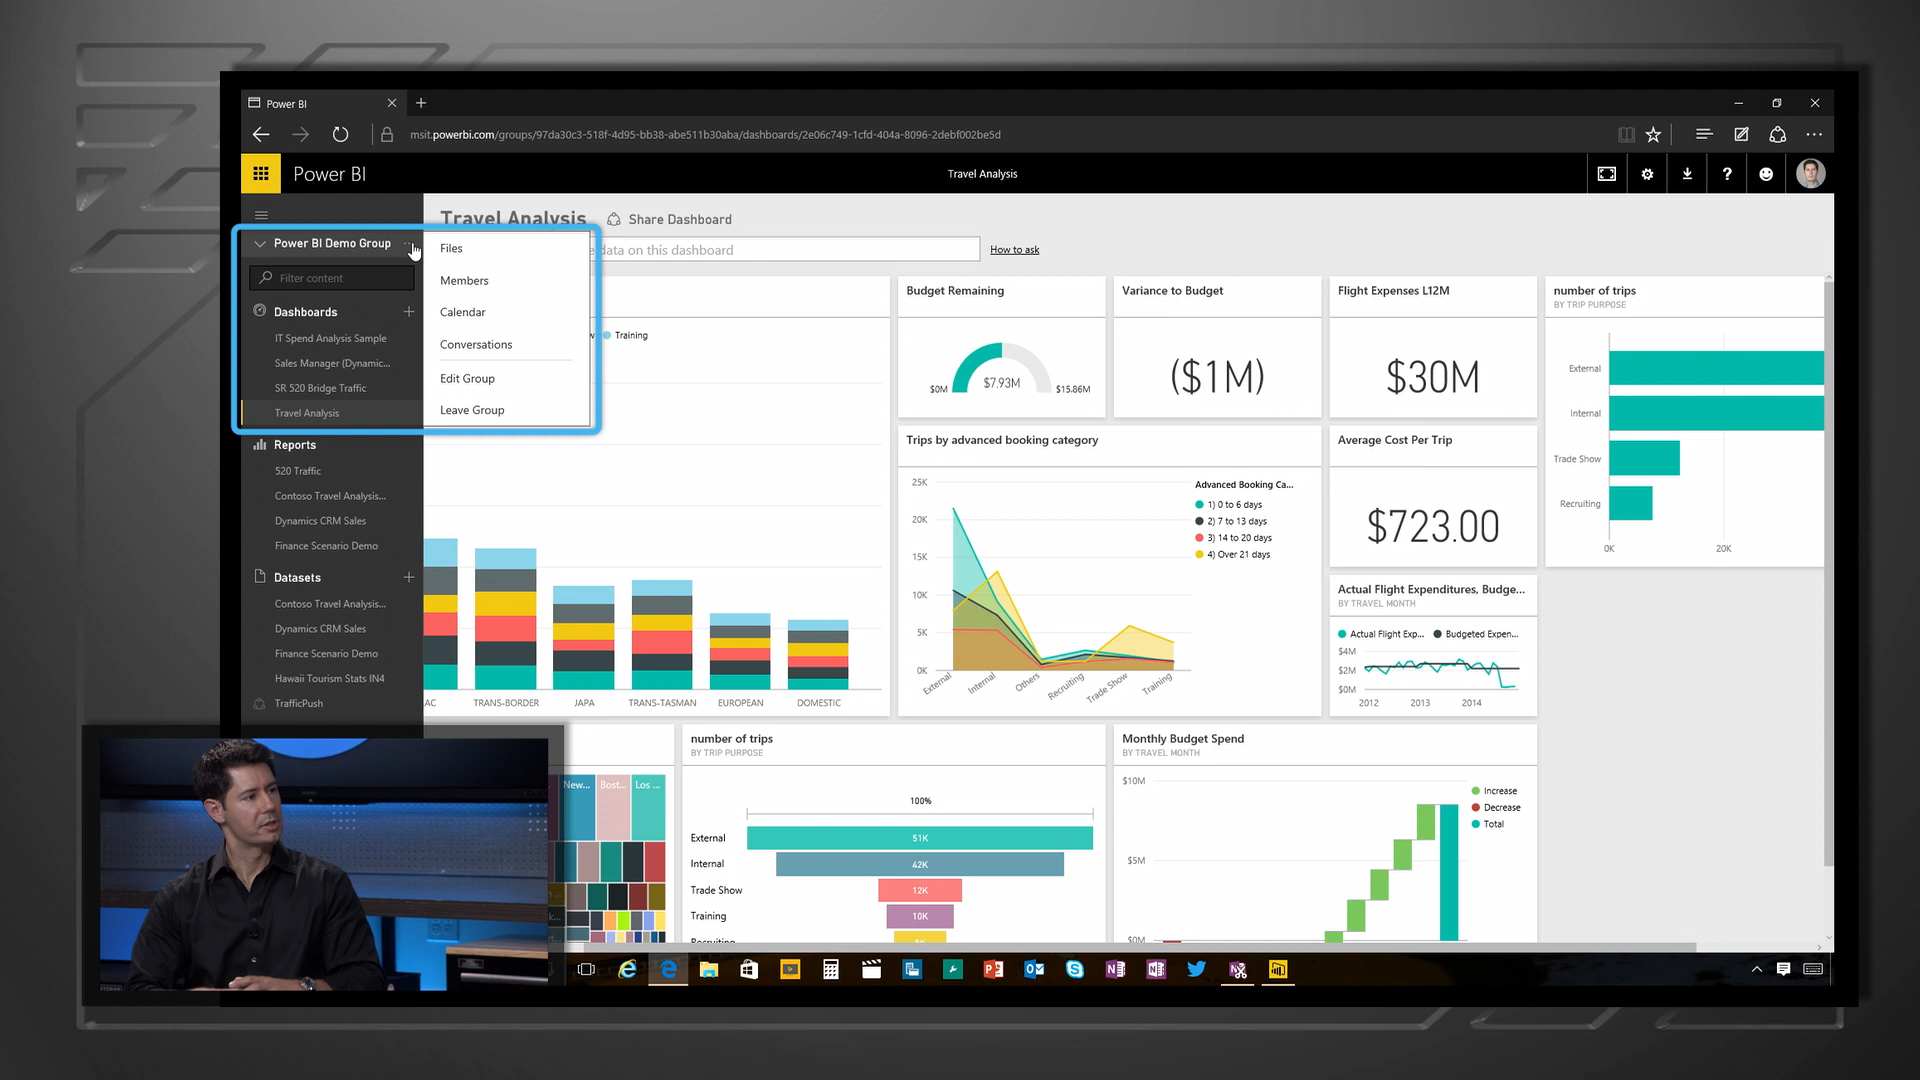 Power BI
msit.powerbi.com/groups/97da30c3-518f-4d95-bb38-abe511b30aba/dashboards/2e06c749-1cfd-404a-8096-2debf002be5d
Power BI
Travel Analysis
Power BI Demo Group
Filter content
Dashboards
IT Spend Analysis Sample
Sales Manager (Dynamic...
SR 520 Bridge Traffic
Travel Analysis
Reports
520 Traffic
Contoso Travel Analysis...
Dynamics CRM Sales
Finance Scenario Demo
Datasets
Contoso Travel Analysis...
Dynamics CRM Sales
Finance Scenario Demo
Hawaii Tourism Stats IN4
TrafficPush
Files
Members
Calendar
Conversations
Edit Group
Leave Group
Travel Analysis
Share Dashboard
data on this dashboard
How to ask
Training
AC
TRANS-BORDER
JAPA
TRANS-TASMAN
EUROPEAN
DOMESTIC
Budget Remaining
$0M
$7.93M
$15.86M
Variance to Budget
($1M)
Flight Expenses L12M
$30M
number of trips
BY TRIP PURPOSE
External
Internal
Trade Show
Recruiting
0K
20K
Trips by advanced booking category
25K
20K
15K
10K
5K
0K
External
Internal
Others
Recruiting
Trade Show
Training
Advanced Booking Ca...
1) 0 to 6 days
2) 7 to 13 days
3) 14 to 20 days
4) Over 21 days
Average Cost Per Trip
$723.00
Actual Flight Expenditures, Budge...
BY TRAVEL MONTH
Actual Flight Exp...
Budgeted Expen...
$4M
$2M
$0M
2012
2013
2014
New...
Bost...
Los ...
number of trips
BY TRIP PURPOSE
100%
External
51K
Internal
42K
Trade Show
12K
Training
10K
Recruiting
Monthly Budget Spend
BY TRAVEL MONTH
$10M
$5M
$0M
Increase
Decrease
Total